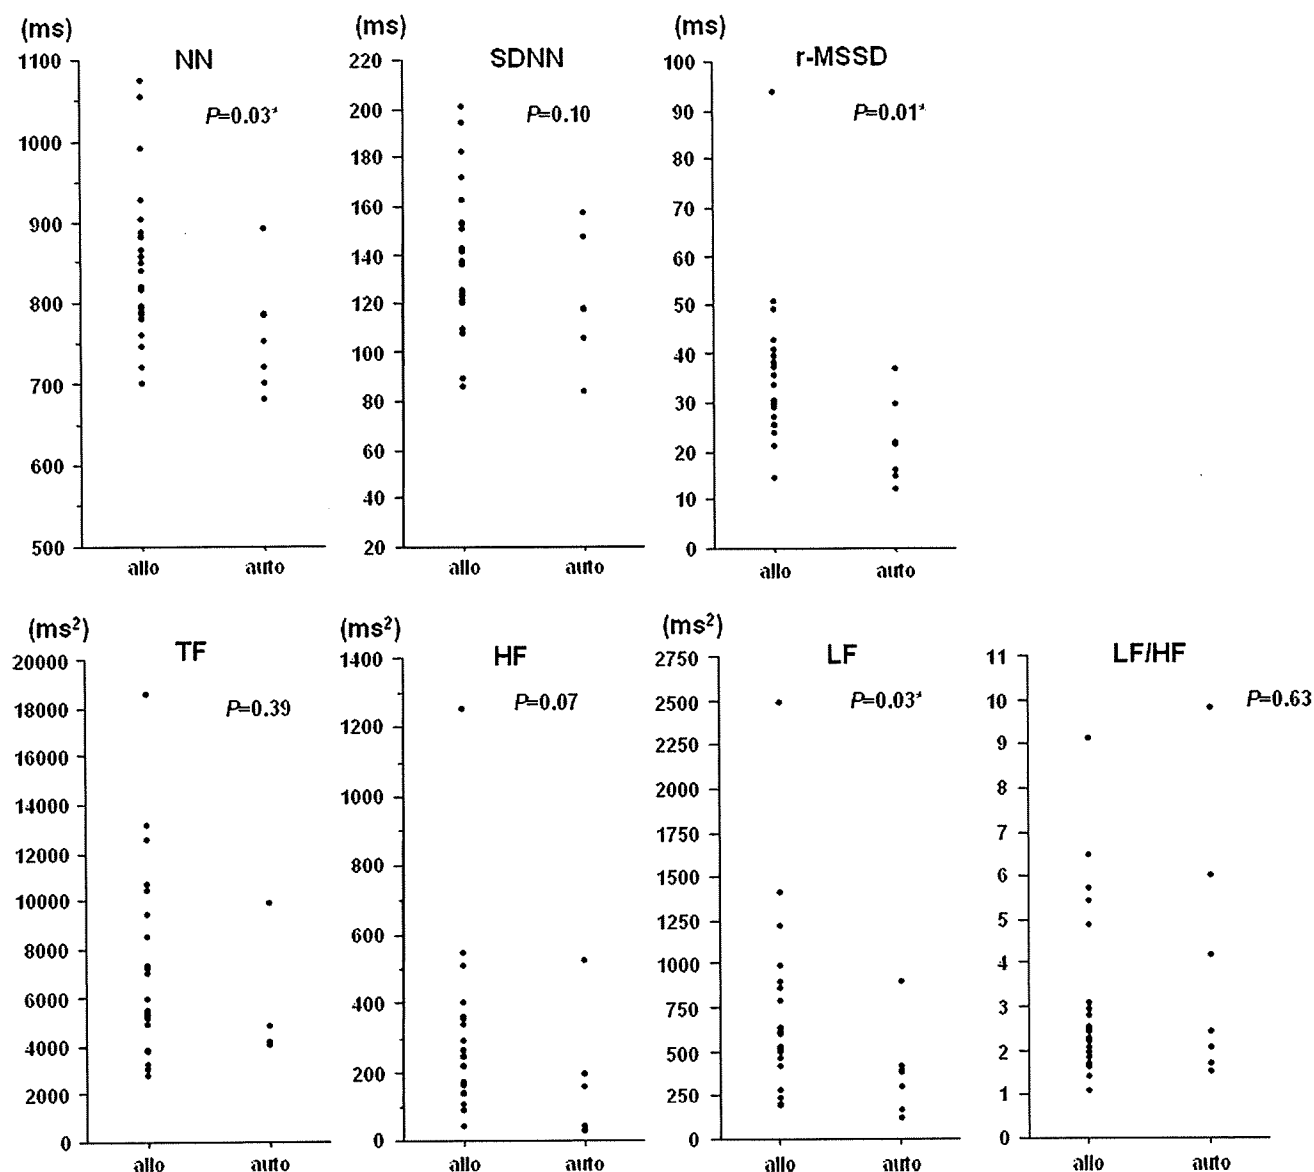 (ms)
NN
P=0.03*
1100
1000
900
800
700
600
500
allo auto
(ms)
SDNN
P=0.10
220
200
180
160
140
120
100
80
60
40
20
allo auto
(ms)
r-MSSD
P=0.01*
100
90
80
70
60
50
40
30
20
10
0
allo auto
(ms²)
TF
P=0.39
20000
18000
16000
14000
12000
10000
8000
6000
4000
2000
0
allo auto
(ms²)
HF
P=0.07
1400
1200
1000
800
600
400
200
0
allo auto
(ms²)
LF
P=0.03*
2750
2500
2250
2000
1750
1500
1250
1000
750
500
250
0
allo auto
LF/HF
P=0.63
11
10
9
8
7
6
5
4
3
2
1
0
allo auto